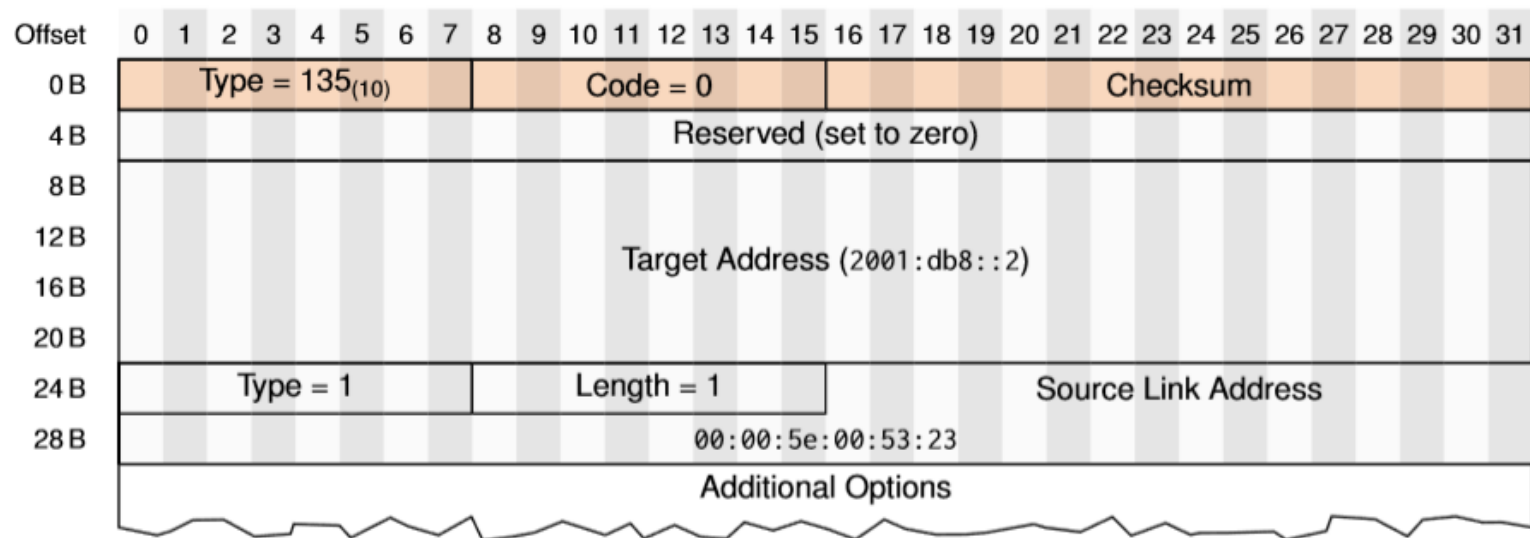 Offset 0 1 2 3 4 5 6 7 8 9 10 11 12 13 14 15 16 17 18 19 20 21 22 23 24 25 26 27 28 29 30 31
0 B Type = 135(10) Code = 0 Checksum
4 B Reserved (set to zero)
8 B
12 B
Target Address (2001:db8::2)
16 B
20 B
24 B Type = 1 Length = 1 Source Link Address
28 B 00:00:5e:00:53:23
Additional Options